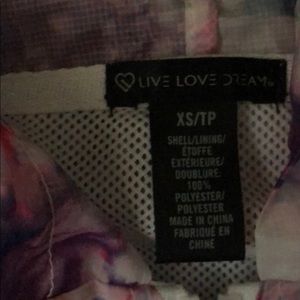 LIVE LOVE DREAM
XS/TP
SHELL/LINING/
ÉTOFFE
EXTÉRIEURE/
DOUBLURE:
100%
POLYESTER/
POLYESTER
MADE IN CHINA
FABRIQUÉ EN
CHINE